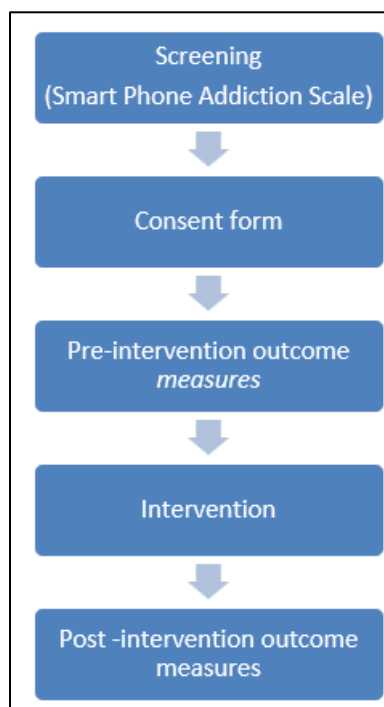 Screening
(Smart Phone Addiction Scale)
Consent form
Pre-intervention outcome
measures
Intervention
Post -intervention outcome
measures